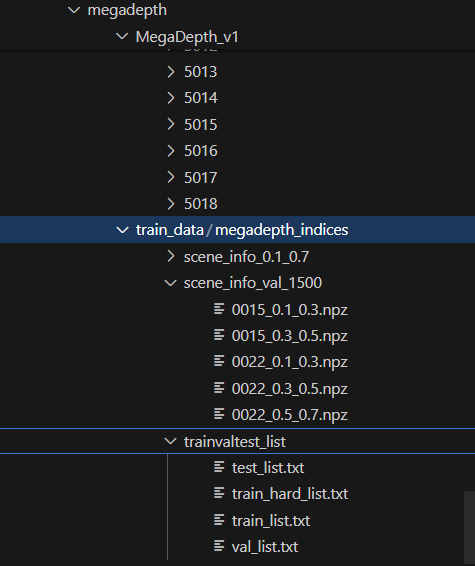 megadepth
MegaDepth_v1
5013
5014
5015
5016
5017
5018
train_data/megadepth_indices
scene_info_0.1_0.7
scene_info_val_1500
0015_0.1_0.3.npz
0015_0.3_0.5.npz
0022_0.1_0.3.npz
0022_0.3_0.5.npz
0022_0.5_0.7.npz
trainvaltest_list
test_list.txt
train_hard_list.txt
train_list.txt
val_list.txt